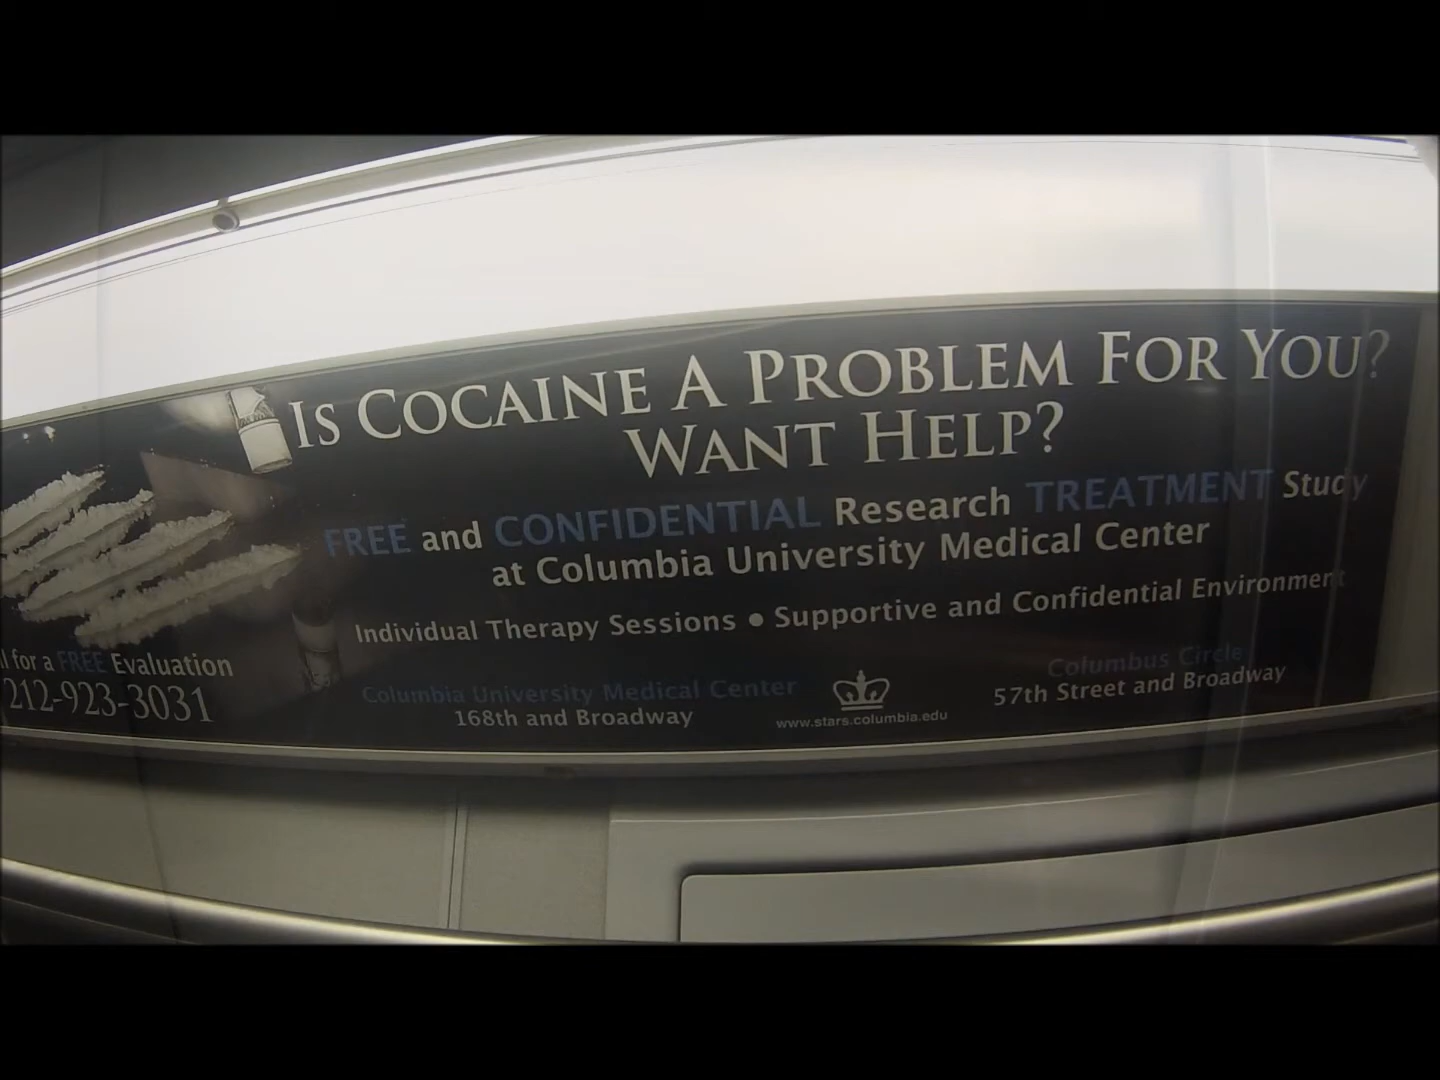 IS COCAINE A PROBLEM FOR YOU?
WANT HELP?
FREE and CONFIDENTIAL Research TREATMENT Study
at Columbia University Medical Center
Individual Therapy Sessions • Supportive and Confidential Environment
l for a FREE Evaluation
212-923-3031
Columbia University Medical Center
168th and Broadway
www.stars.columbia.edu
Columbus Circle
57th Street and Broadway